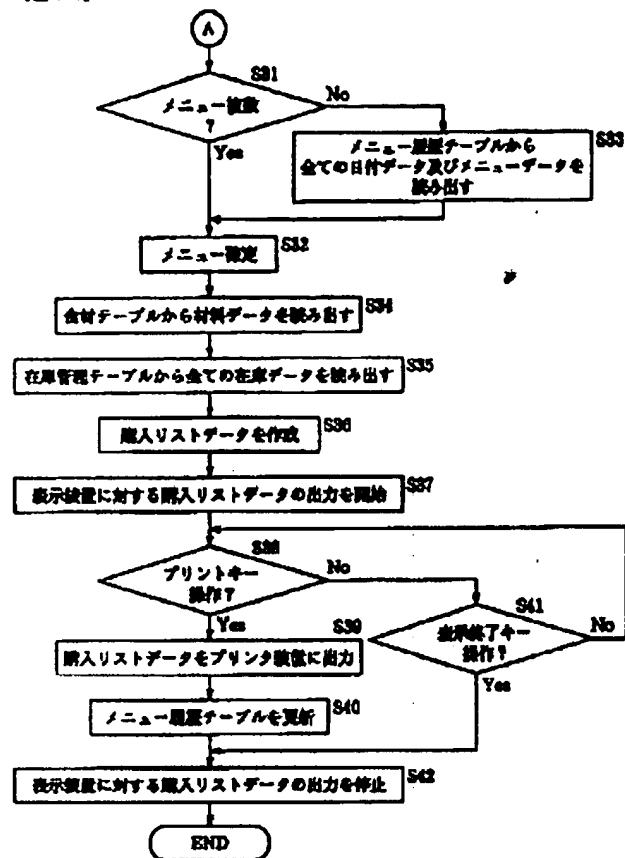 A
S31
メニュー複数
?
No
Yes
メニュー履歴テーブルから
全ての日付データ及びメニューデータを
読み出す
S33
メニュー確定
S32
食材テーブルから材料データを読み出す
S34
在庫管理テーブルから全ての在庫データを読み出す
S35
購入リストデータを作成
S36
表示装置に対する購入リストデータの出力を開始
S37
S38
プリントキー
操作?
No
Yes
S41
表示終了キー
操作?
No
Yes
S39
購入リストデータをプリンタ装置に出力
メニュー履歴テーブルを更新
S40
表示装置に対する購入リストデータの出力を停止
S42
END